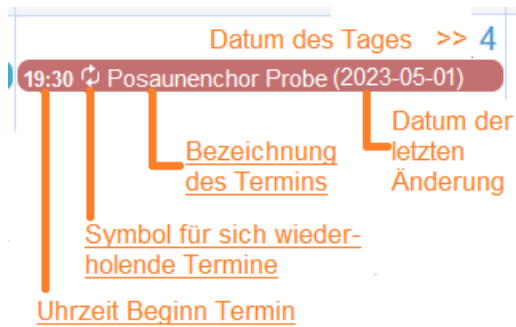 Datum des Tages >> 4
19:30 Posaunenchor Probe (2023-05-01)
Datum der
letzten
Änderung
Bezeichnung
des Termins
Symbol für sich wieder-
holende Termine
Uhrzeit Beginn Termin